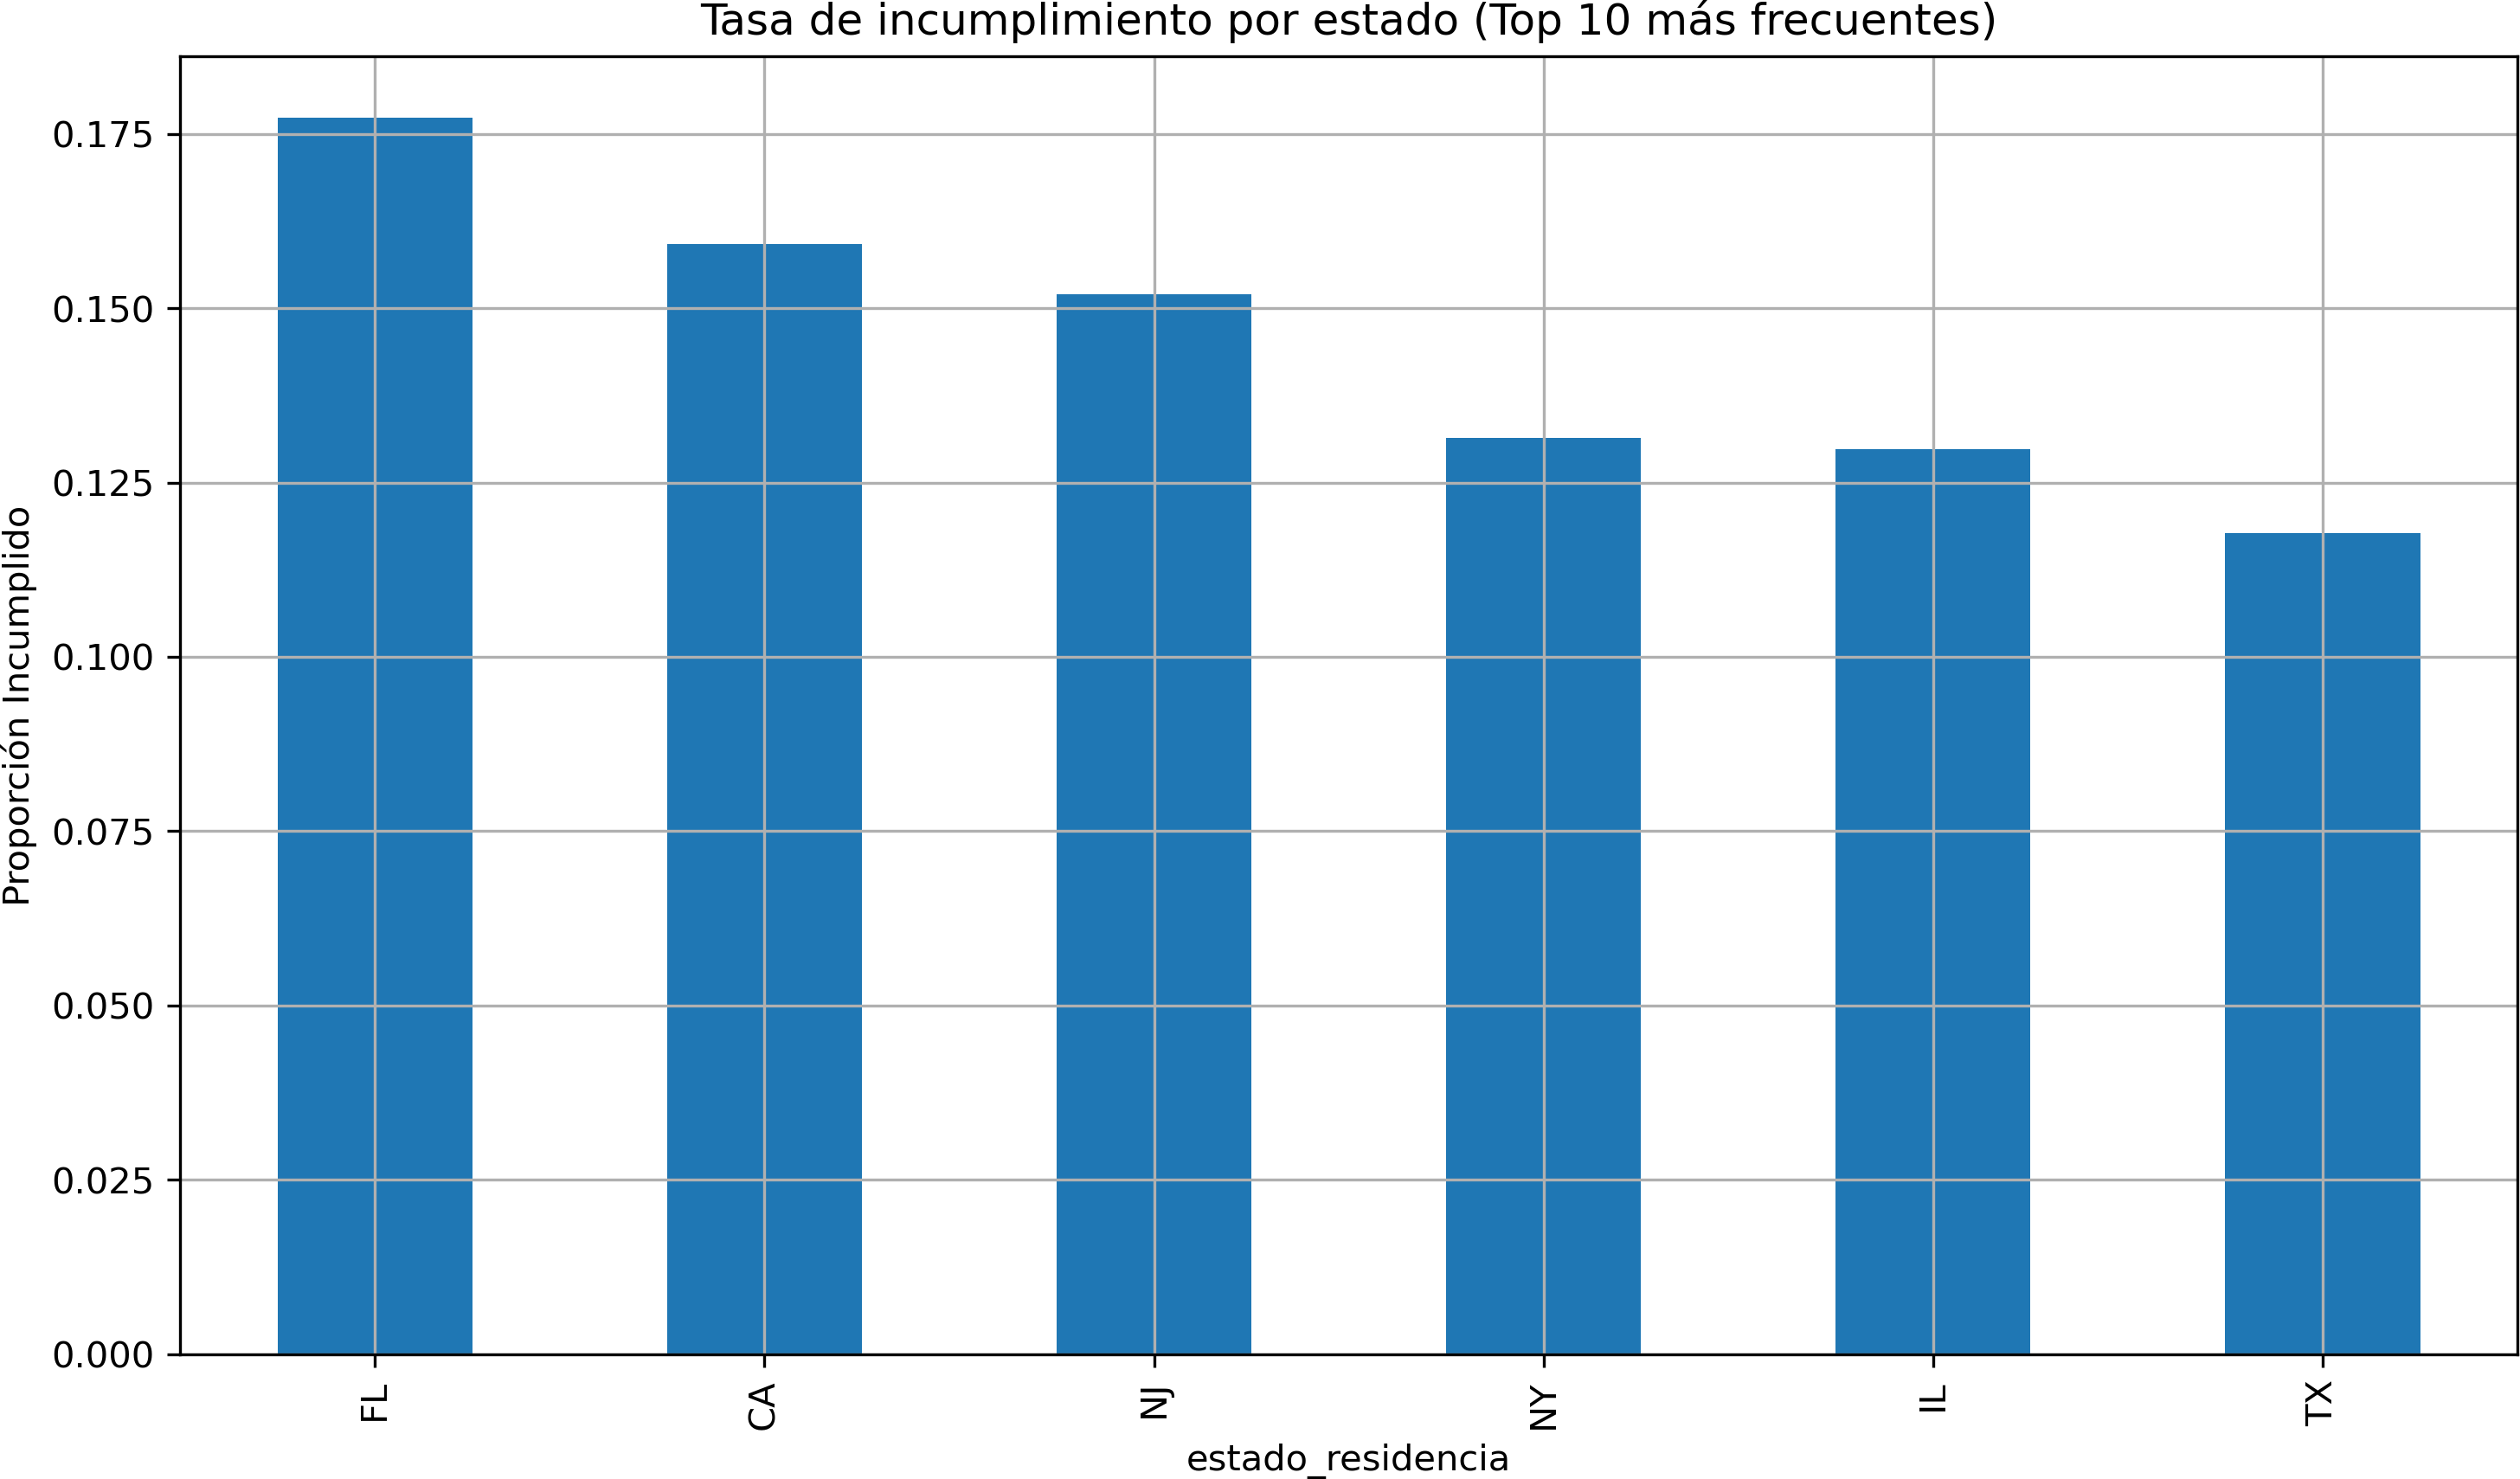 Tasa de incumplimiento por estado (Top 10 más frecuentes)
Proporción Incumplido
0.175
0.150
0.125
0.100
0.075
0.050
0.025
0.000
FL
CA
NJ
NY
IL
TX
estado_residencia